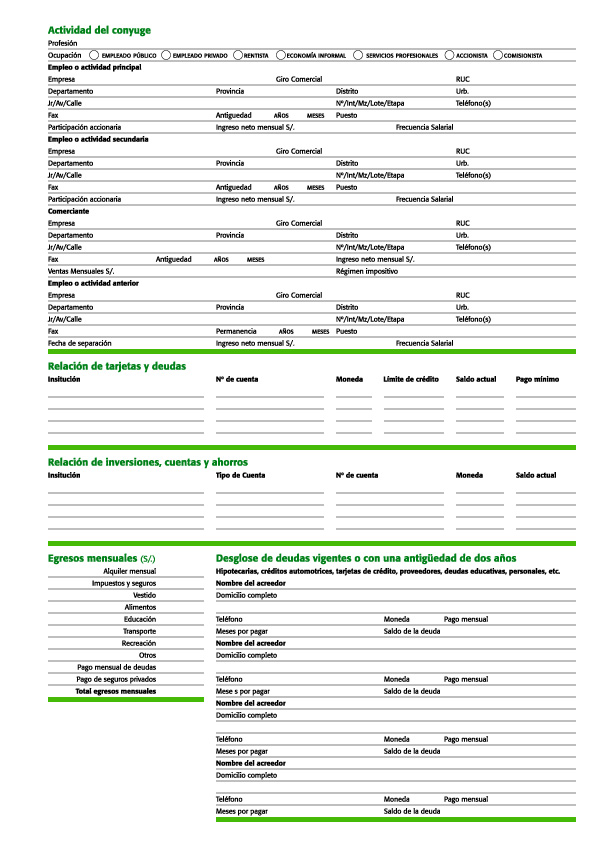 Actividad del conyuge
Profesión
Ocupación EMPLEADO PÚBLICO EMPLEADO PRIVADO RENTISTA ECONOMÍA INFORMAL SERVICIOS PROFESIONALES ACCIONISTA COMISIONISTA
Empleo o actividad principal
Empresa Giro Comercial RUC
Departamento Provincia Distrito Urb.
Jr/Av/Calle Nº/Int/Mz/Lote/Etapa Teléfono(s)
Fax Antiguedad AÑOS MESES Puesto
Participación accionaria Ingreso neto mensual S/. Frecuencia Salarial
Empleo o actividad secundaria
Empresa Giro Comercial RUC
Departamento Provincia Distrito Urb.
Jr/Av/Calle Nº/Int/Mz/Lote/Etapa Teléfono(s)
Fax Antiguedad AÑOS MESES Puesto
Participación accionaria Ingreso neto mensual S/. Frecuencia Salarial
Comerciante
Empresa Giro Comercial RUC
Departamento Provincia Distrito Urb.
Jr/Av/Calle Nº/Int/Mz/Lote/Etapa Teléfono(s)
Fax Antiguedad AÑOS MESES Ingreso neto mensual S/.
Ventas Mensuales S/. Régimen impositivo
Empleo o actividad anterior
Empresa Giro Comercial RUC
Departamento Provincia Distrito Urb.
Jr/Av/Calle Nº/Int/Mz/Lote/Etapa Teléfono(s)
Fax Permanencia AÑOS MESES Puesto
Fecha de separación Ingreso neto mensual S/. Frecuencia Salarial
Relación de tarjetas y deudas
Insitución Nº de cuenta Moneda Límite de crédito Saldo actual Pago mínimo
Relación de inversiones, cuentas y ahorros
Insitución Tipo de Cuenta Nº de cuenta Moneda Saldo actual
Egresos mensuales (S/.)
Alquiler mensual
Impuestos y seguros
Vestido
Alimentos
Educación
Transporte
Recreación
Otros
Pago mensual de deudas
Pago de seguros privados
Total egresos mensuales
Desglose de deudas vigentes o con una antigüedad de dos años
Hipotecarias, créditos automotrices, tarjetas de crédito, proveedores, deudas educativas, personales, etc.
Nombre del acreedor
Domicilio completo
Teléfono Moneda Pago mensual
Meses por pagar Saldo de la deuda
Nombre del acreedor
Domicilio completo
Teléfono Moneda Pago mensual
Mese s por pagar Saldo de la deuda
Nombre del acreedor
Domicilio completo
Teléfono Moneda Pago mensual
Meses por pagar Saldo de la deuda
Nombre del acreedor
Domicilio completo
Teléfono Moneda Pago mensual
Meses por pagar Saldo de la deuda